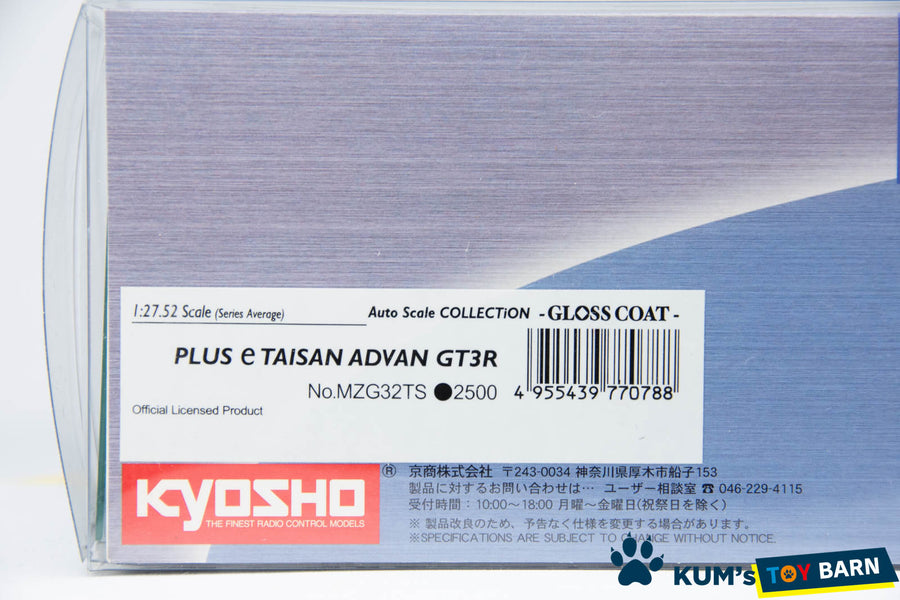 1:27.52 Scale (Series Average)
Auto Scale COLLECTiON - GLOSS COAT -
PLUS e TAISAN ADVAN GT3R
No.MZG32TS ●2500
4 955439 770788
Official Licensed Product
KYOSHO ®
THE FINEST RADIO CONTROL MODELS
京商株式会社 〒243-0034 神奈川県厚木市船子153
製品に対するお問い合わせは… ユーザー相談室 ☎ 046-229-4115
受付時間：10:00～18:00 月曜～金曜日(祝祭日を除く)
※ 製品改良のため、予告なく仕様を変更する場合があります。
※SPECIFICATIONS ARE SUBJECT TO CHANGE WITHOUT NOTICE.
KUM's TOY BARN